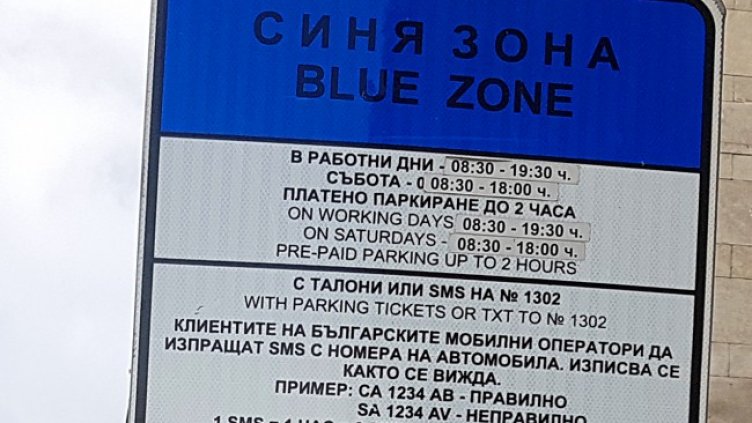 СИНЯ ЗОНА
BLUE ZONE
В РАБОТНИ ДНИ - 08:30 - 19:30 ч.
СЪБОТА - 08:30 - 18:00 ч.
ПЛАТЕНО ПАРКИРАНЕ ДО 2 ЧАСА
ON WORKING DAYS 08:30 - 19:30 ч.
ON SATURDAYS - 08:30 - 18:00 ч.
PRE-PAID PARKING UP TO 2 HOURS
С ТАЛОНИ ИЛИ SMS НА № 1302
WITH PARKING TICKETS OR TXT TO № 1302
КЛИЕНТИТЕ НА БЪЛГАРСКИТЕ МОБИЛНИ ОПЕРАТОРИ ДА
ИЗПРАЩАТ SMS С НОМЕРА НА АВТОМОБИЛА. ИЗПИСВА СЕ
КАКТО СЕ ВИЖДА.
ПРИМЕР: СА 1234 АВ - ПРАВИЛНО
SA 1234 AV - НЕПРАВИЛНО
1 SMS = 1 ЧАС